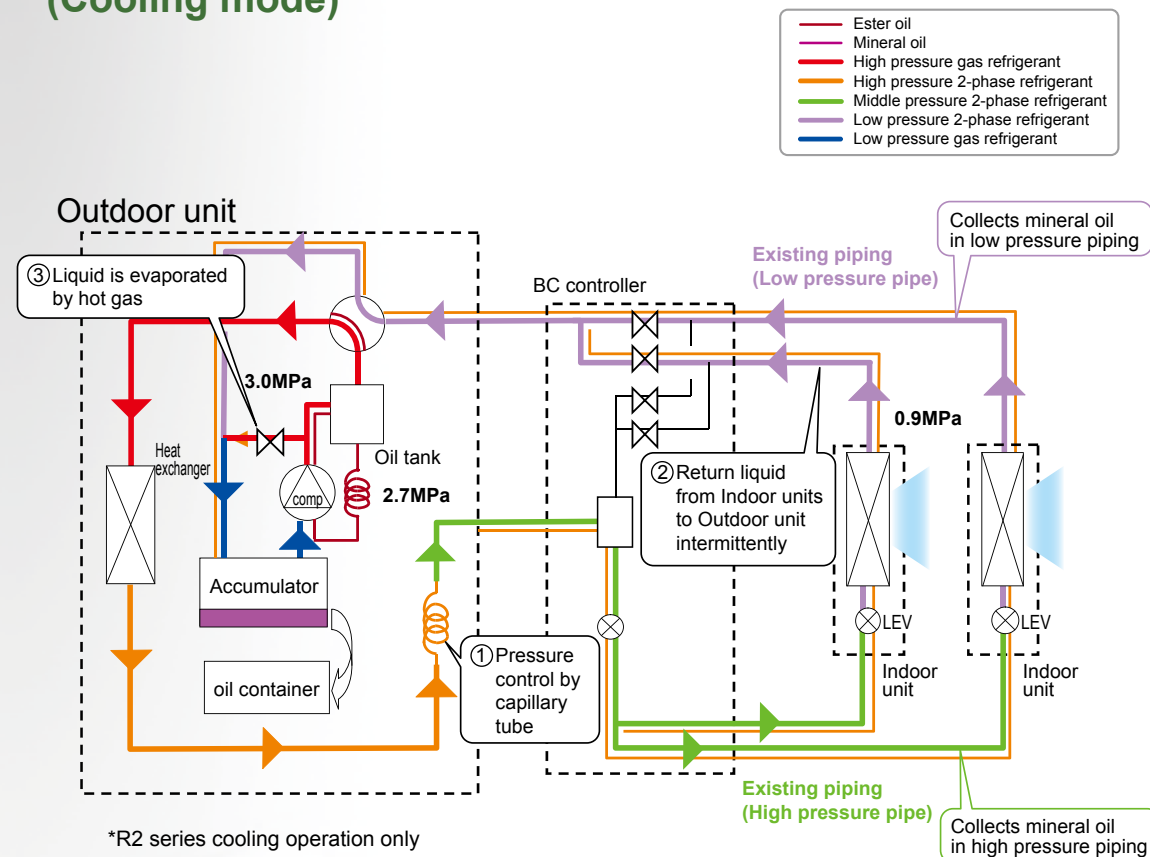 (Cooling mode)
Ester oil
Mineral oil
High pressure gas refrigerant
High pressure 2-phase refrigerant
Middle pressure 2-phase refrigerant
Low pressure 2-phase refrigerant
Low pressure gas refrigerant
Outdoor unit
Collects mineral oil
in low pressure piping
③Liquid is evaporated
by hot gas
Existing piping
(Low pressure pipe)
BC controller
3.0MPa
0.9MPa
Heat
exchanger
Oil tank
comp
2.7MPa
②Return liquid
from Indoor units
to Outdoor unit
intermittently
Accumulator
LEV
LEV
①Pressure
control by
capillary
tube
oil container
Indoor
unit
Indoor
unit
Existing piping
(High pressure pipe)
*R2 series cooling operation only
Collects mineral oil
in high pressure piping